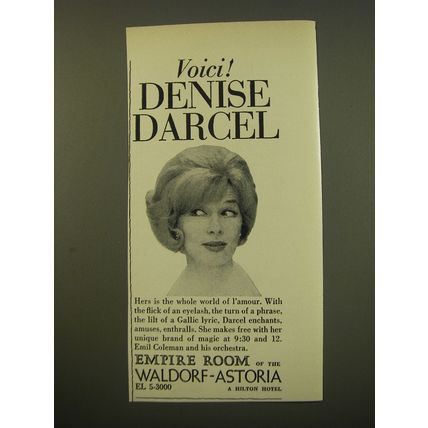 Voici!
DENISE
DARCEL
Hers is the whole world of l'amour. With
the flick of an eyelash, the turn of a phrase,
the lilt of a Gallic lyric, Darcel enchants,
amuses, enthralls. She makes free with her
unique brand of magic at 9:30 and 12.
Emil Coleman and his orchestra.
EMPIRE ROOM OF THE
WALDORF-ASTORIA
EL 5-3000 A HILTON HOTEL